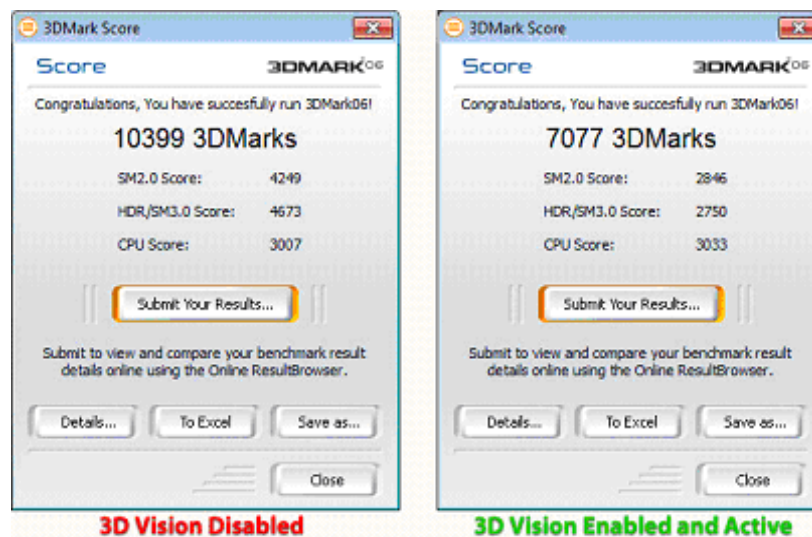 3DMark Score
Score 3DMARK06
Congratulations, You have succesfully run 3DMark06!
10399 3DMarks
SM2.0 Score: 4249
HDR/SM3.0 Score: 4673
CPU Score: 3007
Submit Your Results...
Submit to view and compare your benchmark result
details online using the Online ResultBrowser.
Details... To Excel Save as...
Close
3D Vision Disabled
3DMark Score
Score 3DMARK06
Congratulations, You have succesfully run 3DMark06!
7077 3DMarks
SM2.0 Score: 2846
HDR/SM3.0 Score: 2750
CPU Score: 3033
Submit Your Results...
Submit to view and compare your benchmark result
details online using the Online ResultBrowser.
Details... To Excel Save as...
Close
3D Vision Enabled and Active